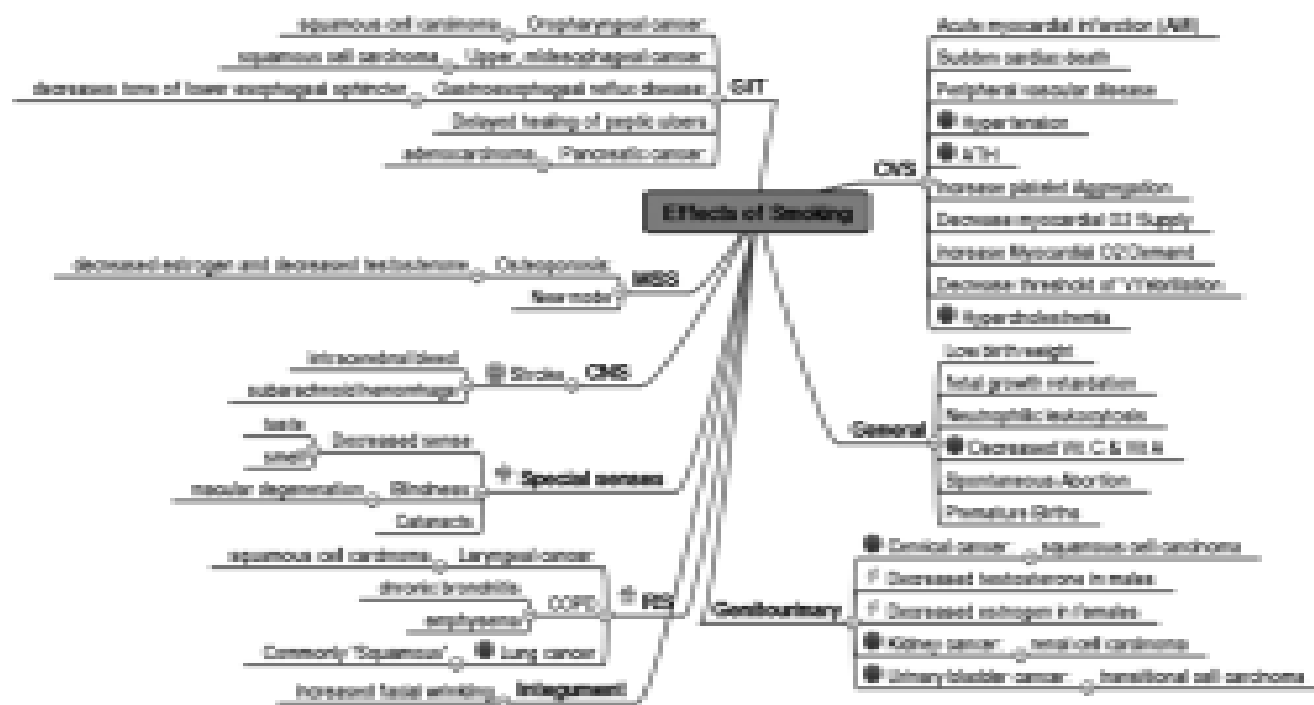 Effects of Smoking
GIT
Oropharyngeal cancer
squamous cell carcinoma
Upper, midesophageal cancer
squamous cell carcinoma
Gastroesophageal reflux disease
decreases tone of lower esophageal sphincter
Delayed healing of peptic ulcers
Pancreatic cancer
adenocarcinoma
MSS
Osteoporosis
decreased estrogen and decreased testosterone
CNS
Stroke
intracerebral bleed
subarachnoid hemorrhage
Special senses
Decreased sense
taste
smell
Blindness
macular degeneration
Cataracts
RS
Laryngeal cancer
squamous cell carcinoma
COPD
chronic bronchitis
emphysema
Lung cancer
Commonly "Squamous"
Integument
increased facial wrinkling
CVS
Acute myocardial infarction
Sudden cardiac death
Peripheral vascular disease
Hypertension
Increase platelet Aggregation
Decrease myocardial O2 Supply
Increase Myocardial O2 Demand
Decrease threshold of V fibrillation
General
Low birth weight
fetal growth retardation
Neutrophilic leukocytosis
Decreased Vit C & Vit A
Spontaneous Abortion
Premature Births
Genitourinary
Cervical cancer
squamous cell carcinoma
Decreased testosterone in males
Decreased estrogen in females
Kidney cancer
renal cell carcinoma
Urinary bladder cancer
transitional cell carcinoma